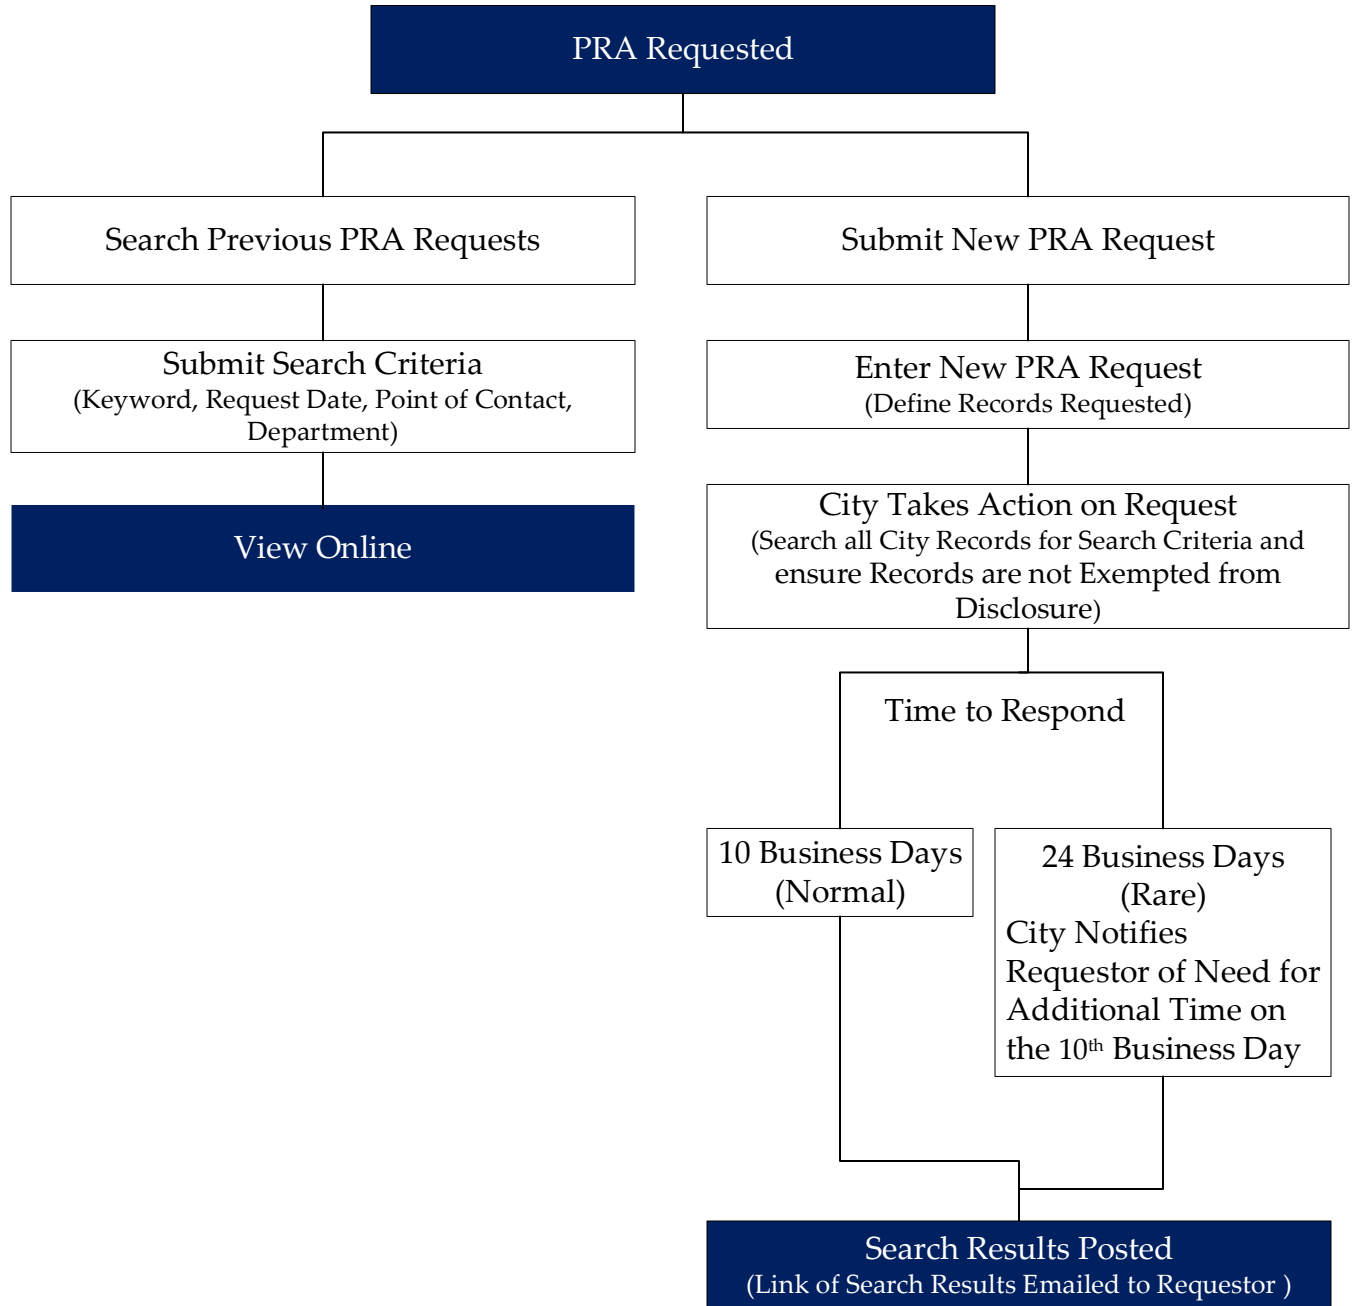 PRA Requested
Search Previous PRA Requests
Submit New PRA Request
Submit Search Criteria
(Keyword, Request Date, Point of Contact,
Department)
Enter New PRA Request
(Define Records Requested)
View Online
City Takes Action on Request
(Search all City Records for Search Criteria and
ensure Records are not Exempted from
Disclosure)
Time to Respond
10 Business Days
(Normal)
24 Business Days
(Rare)
City Notifies
Requestor of Need for
Additional Time on
the 10th Business Day
Search Results Posted
(Link of Search Results Emailed to Requestor )